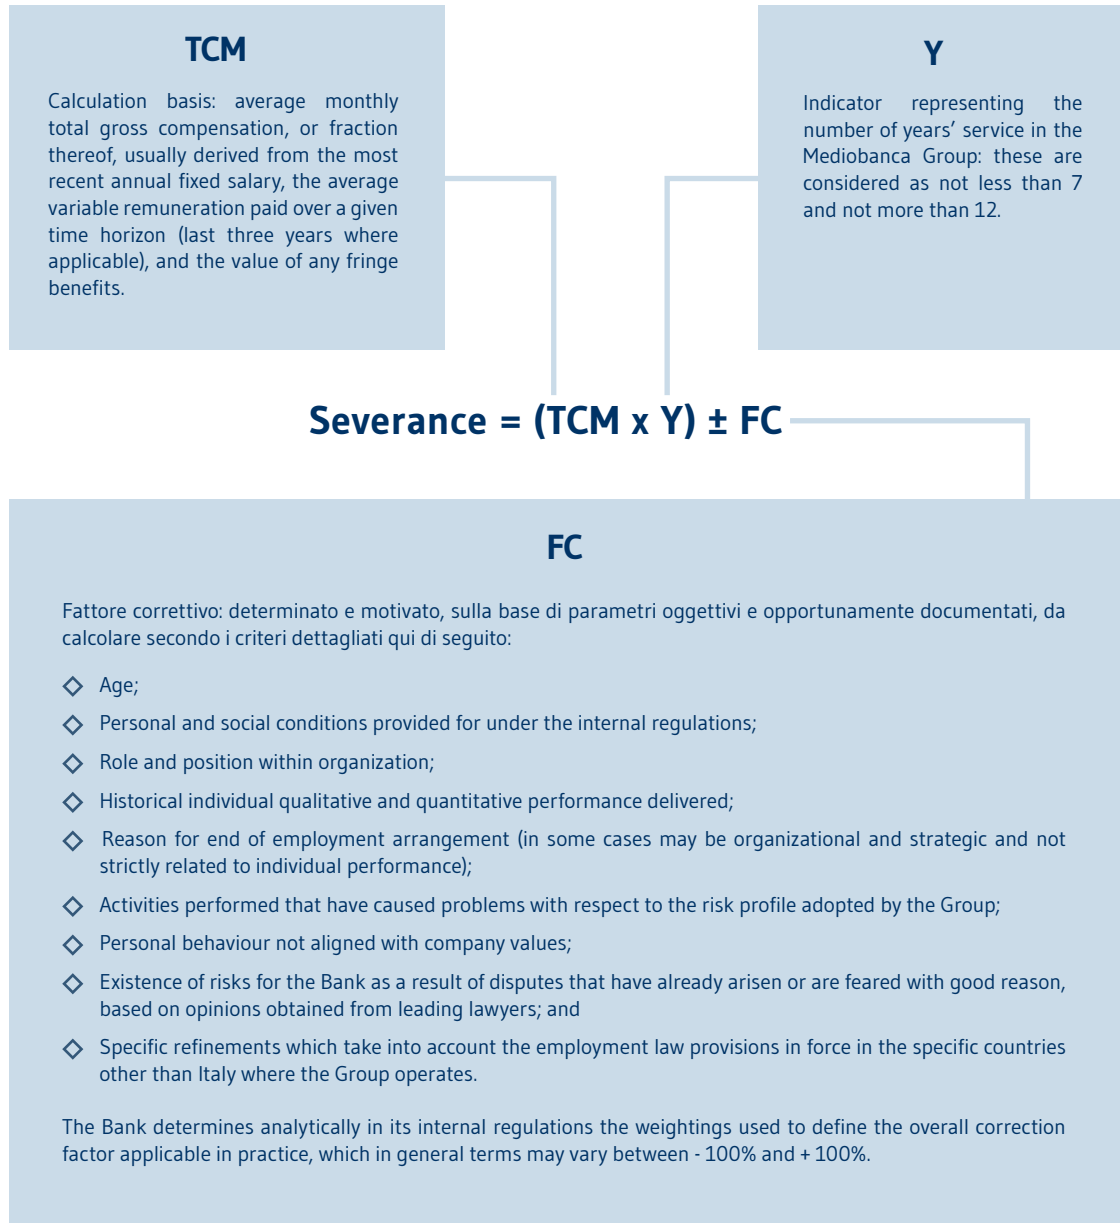 TCM
Calculation basis: average monthly
total gross compensation, or fraction
thereof, usually derived from the most
recent annual fixed salary, the average
variable remuneration paid over a given
time horizon (last three years where
applicable), and the value of any fringe
benefits.
Y
Indicator representing the
number of years’ service in the
Mediobanca Group: these are
considered as not less than 7
and not more than 12.
Severance = (TCM x Y) ± FC
FC
Fattore correttivo: determinato e motivato, sulla base di parametri oggettivi e opportunamente documentati, da
calcolare secondo i criteri dettagliati qui di seguito:
Age;
Personal and social conditions provided for under the internal regulations;
Role and position within organization;
Historical individual qualitative and quantitative performance delivered;
Reason for end of employment arrangement (in some cases may be organizational and strategic and not
strictly related to individual performance);
Activities performed that have caused problems with respect to the risk profile adopted by the Group;
Personal behaviour not aligned with company values;
Existence of risks for the Bank as a result of disputes that have already arisen or are feared with good reason,
based on opinions obtained from leading lawyers; and
Specific refinements which take into account the employment law provisions in force in the specific countries
other than Italy where the Group operates.
The Bank determines analytically in its internal regulations the weightings used to define the overall correction
factor applicable in practice, which in general terms may vary between - 100% and + 100%.